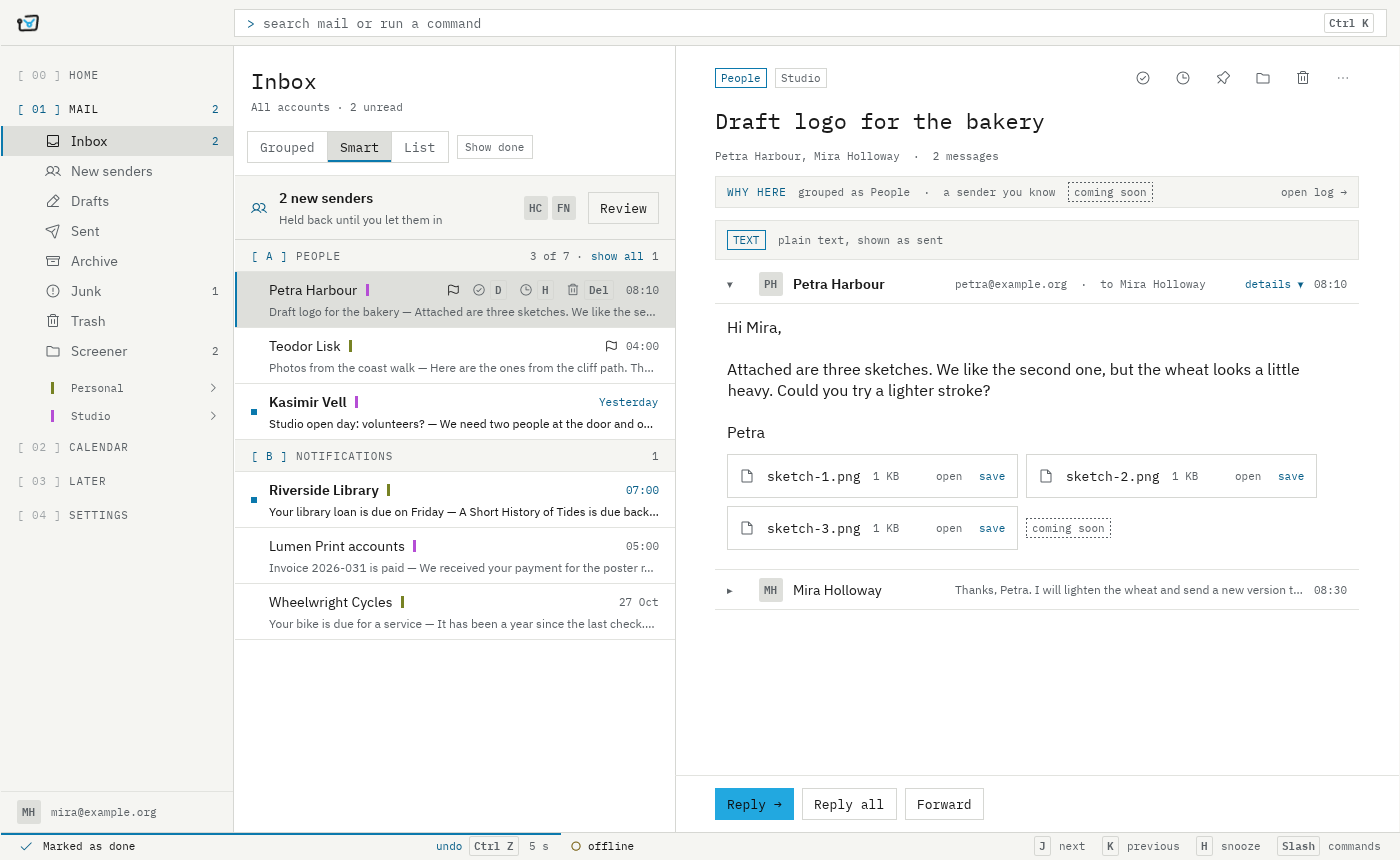 > search mail or run a command Ctrl K
[ 00 ] HOME
[ 01 ] MAIL 2
Inbox 2
New senders
Drafts
Sent
Archive
Junk 1
Trash
Screener 2
Personal
Studio
[ 02 ] CALENDAR
[ 03 ] LATER
[ 04 ] SETTINGS
MH mira@example.org
Inbox
All accounts · 2 unread
Grouped Smart List Show done
2 new senders
Held back until you let them in
HC FN Review
[ A ] PEOPLE 3 of 7 · show all 1
Petra Harbour D H Del 08:10
Draft logo for the bakery — Attached are three sketches. We like the se…
Teodor Lisk 04:00
Photos from the coast walk — Here are the ones from the cliff path. Th…
Kasimir Vell Yesterday
Studio open day: volunteers? — We need two people at the door and o…
[ B ] NOTIFICATIONS 1
Riverside Library 07:00
Your library loan is due on Friday — A Short History of Tides is due back…
Lumen Print accounts 05:00
Invoice 2026-031 is paid — We received your payment for the poster r…
Wheelwright Cycles 27 Oct
Your bike is due for a service — It has been a year since the last check.…
People Studio
Draft logo for the bakery
Petra Harbour, Mira Holloway · 2 messages
WHY HERE grouped as People · a sender you know coming soon open log →
TEXT plain text, shown as sent
▾ PH Petra Harbour petra@example.org · to Mira Holloway details ▾ 08:10
Hi Mira,
Attached are three sketches. We like the second one, but the wheat looks a little
heavy. Could you try a lighter stroke?
Petra
sketch-1.png 1 KB open save
sketch-2.png 1 KB open save
sketch-3.png 1 KB open save
coming soon
▸ MH Mira Holloway Thanks, Petra. I will lighten the wheat and send a new version t… 08:30
Reply → Reply all Forward
Marked as done undo Ctrl Z 5 s offline
J next K previous H snooze Slash commands